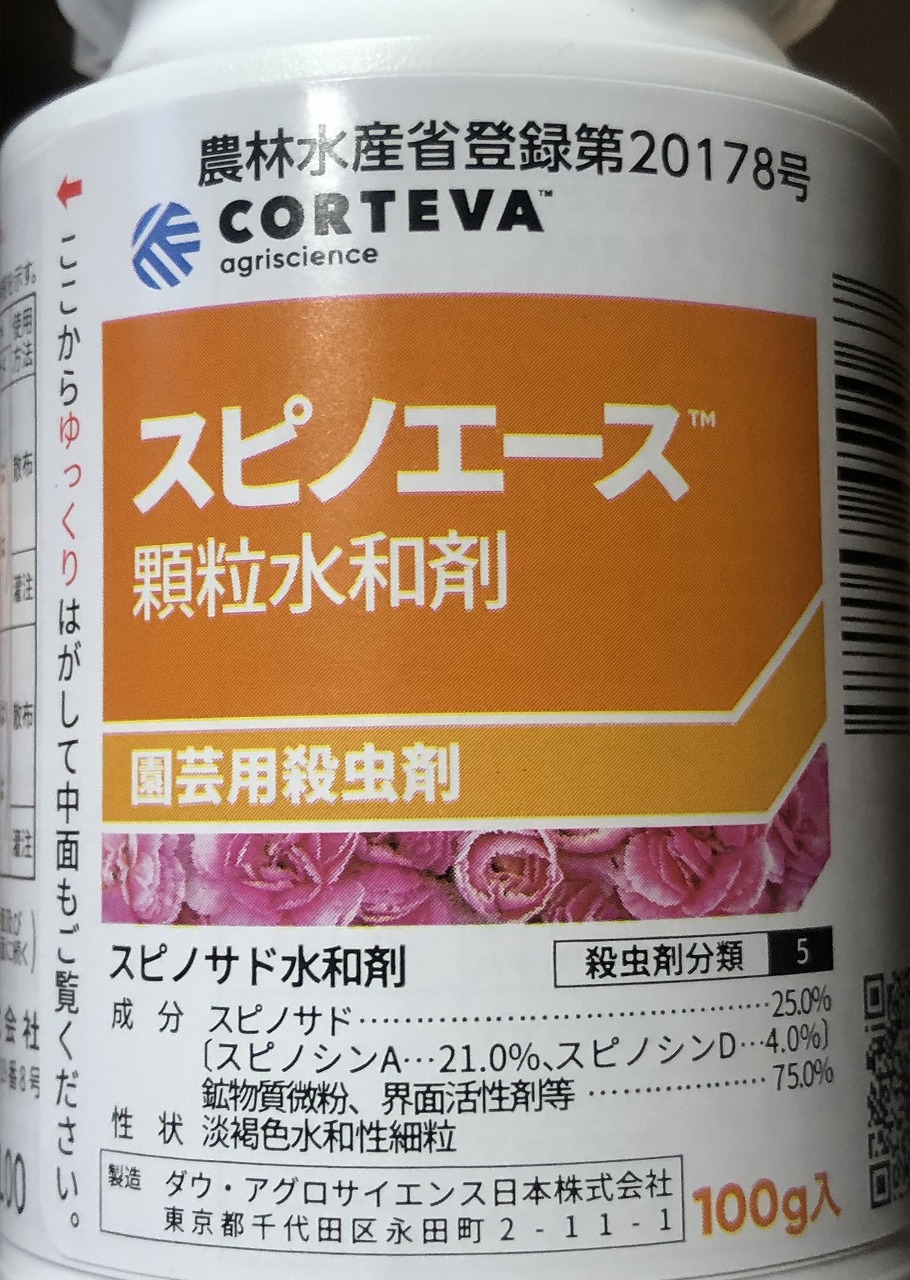 農林水産省登録第20178号
CORTEVA™
agriscience
スピノエース™
顆粒水和剤
園芸用殺虫剤
スピノサド水和剤
殺虫剤分類 5
成分 スピノサド……………………………25.0%
〔スピノシンA…21.0%、スピノシンD…4.0%〕
鉱物質微粉、界面活性剤等……………75.0%
性状 淡褐色水和性細粒
製造 ダウ・アグロサイエンス日本株式会社
東京都千代田区永田町2-11-1
100g入
←ここからゆっくりはがして中面もご覧ください。
示す。
使用
方法
散布
灌注
散布
灌注
会社
番8号